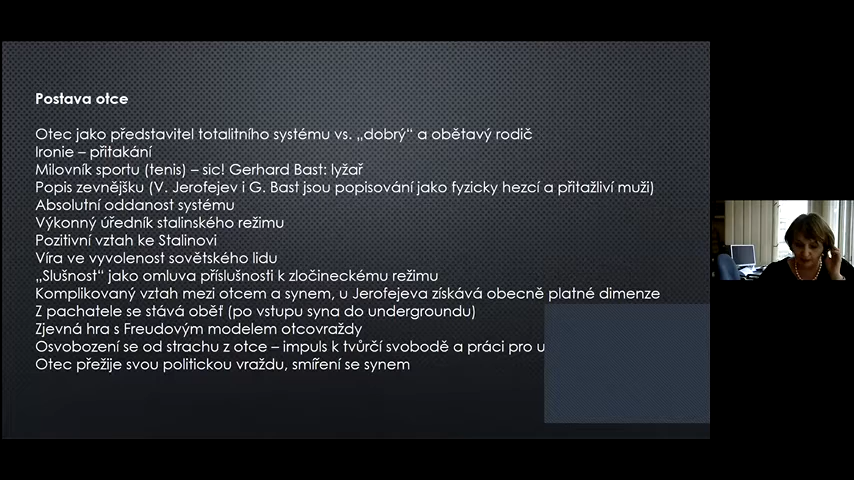 Postava otce
Otec jako představitel totalitního systému vs. „dobrý“ a obětavý rodič
Ironie – přitakání
Milovník sportu (tenis) – sic! Gerhard Bast: lyžař
Popis zevnějšku (V. Jerofejev i G. Bast jsou popisování jako fyzicky hezcí a přitažliví muži)
Absolutní oddanost systému
Výkonný úředník stalinského režimu
Pozitivní vztah ke Stalinovi
Víra ve vyvolenost sovětského lidu
„Slušnost“ jako omluva příslušnosti k zločineckému režimu
Komplikovaný vztah mezi otcem a synem, u Jerofejeva získává obecně platné dimenze
Z pachatele se stává oběť (po vstupu syna do undergroundu)
Zjevná hra s Freudovým modelem otcovraždy
Osvobození se od strachu z otce – impuls k tvůrčí svobodě a práci pro u
Otec přežije svou politickou vraždu, smíření se synem